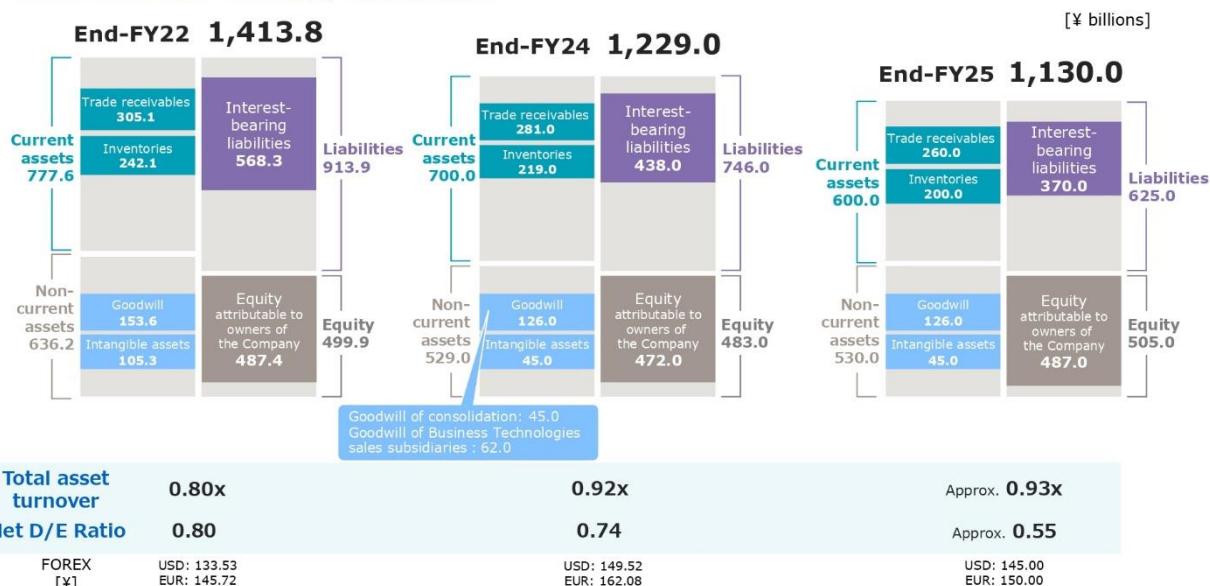 [¥ billions]
End-FY22 1,413.8
Current
assets
777.6
Trade receivables
305.1
Inventories
242.1
Interest-
bearing
liabilities
568.3
Liabilities
913.9
Non-
current
assets
636.2
Goodwill
153.6
Intangible assets
105.3
Equity
attributable to
owners of
the Company
487.4
Equity
499.9
End-FY24 1,229.0
Current
assets
700.0
Trade receivables
281.0
Inventories
219.0
Interest-
bearing
liabilities
438.0
Liabilities
746.0
Non-
current
assets
529.0
Goodwill
126.0
Intangible assets
45.0
Equity
attributable to
owners of
the Company
472.0
Equity
483.0
Goodwill of consolidation: 45.0
Goodwill of Business Technologies
sales subsidiaries : 62.0
End-FY25 1,130.0
Current
assets
600.0
Trade receivables
260.0
Inventories
200.0
Interest-
bearing
liabilities
370.0
Liabilities
625.0
Non-
current
assets
530.0
Goodwill
126.0
Intangible assets
45.0
Equity
attributable to
owners of
the Company
487.0
Equity
505.0
Total asset
turnover
0.80x
0.92x
Approx. 0.93x
D/E Ratio
0.80
0.74
Approx. 0.55
FOREX
[¥]
USD: 133.53
EUR: 145.72
USD: 149.52
EUR: 162.08
USD: 145.00
EUR: 150.00